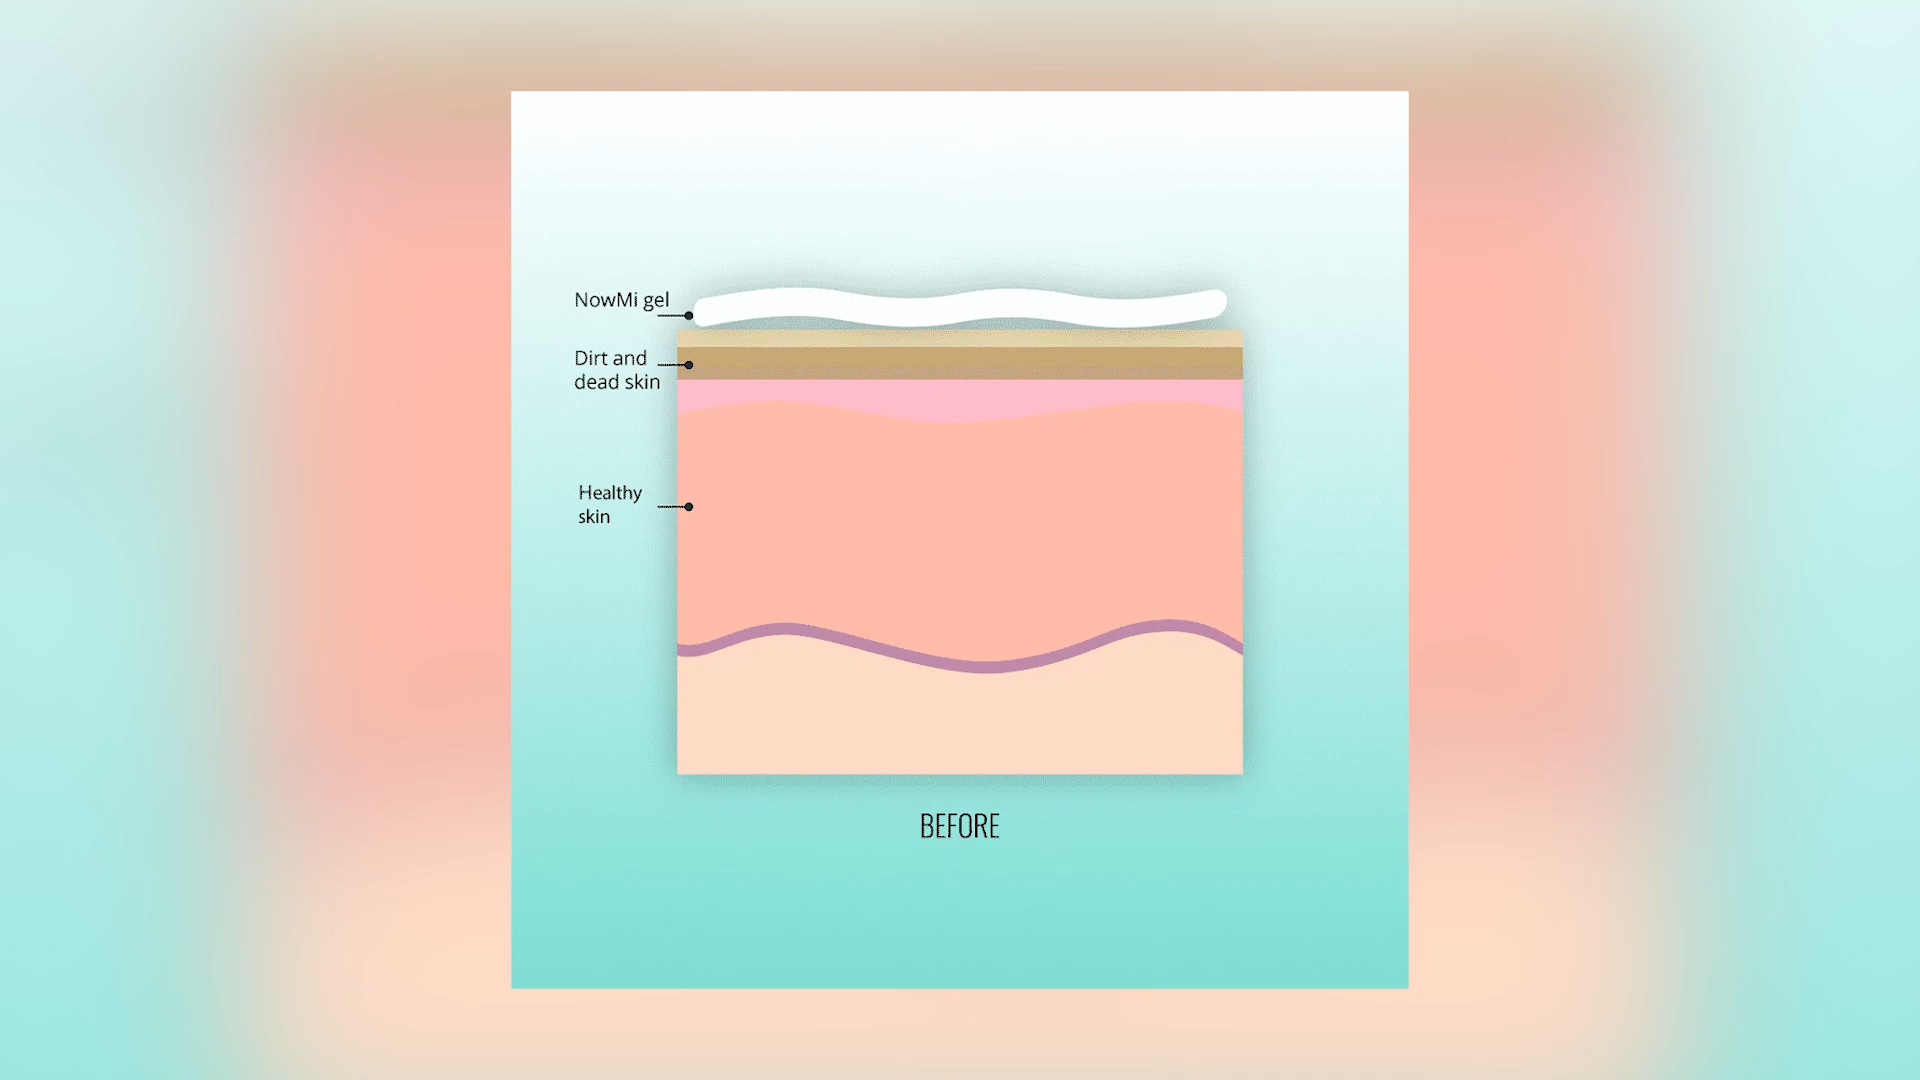 NowMi gel
Dirt and
dead skin
Healthy
skin
BEFORE